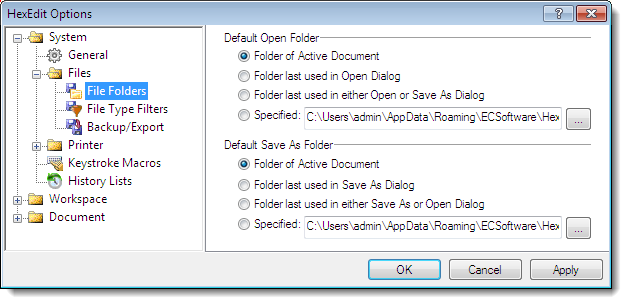 HexEdit Options
System
General
Files
File Folders
File Type Filters
Backup/Export
Printer
Keystroke Macros
History Lists
Workspace
Document
Default Open Folder
Folder of Active Document
Folder last used in Open Dialog
Folder last used in either Open or Save As Dialog
Specified: C:\Users\admin\AppData\Roaming\ECSoftware\Hex ...
Default Save As Folder
Folder of Active Document
Folder last used in Save As Dialog
Folder last used in either Save As or Open Dialog
Specified: C:\Users\admin\AppData\Roaming\ECSoftware\Hex ...
OK Cancel Apply